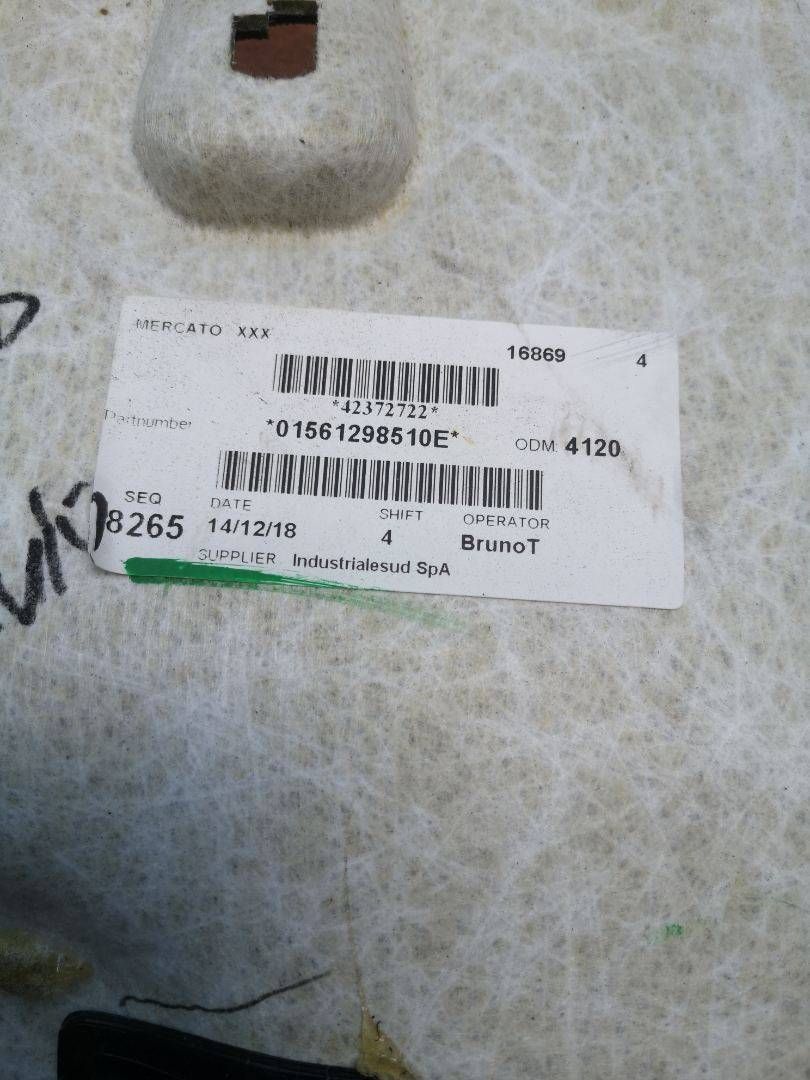 MERCATO XXX
16869 4
*42372722*
Partnumber *01561298510E* ODM 4120
SEQ DATE SHIFT OPERATOR
8265 14/12/18 4 BrunoT
SUPPLIER Industrialesud SpA